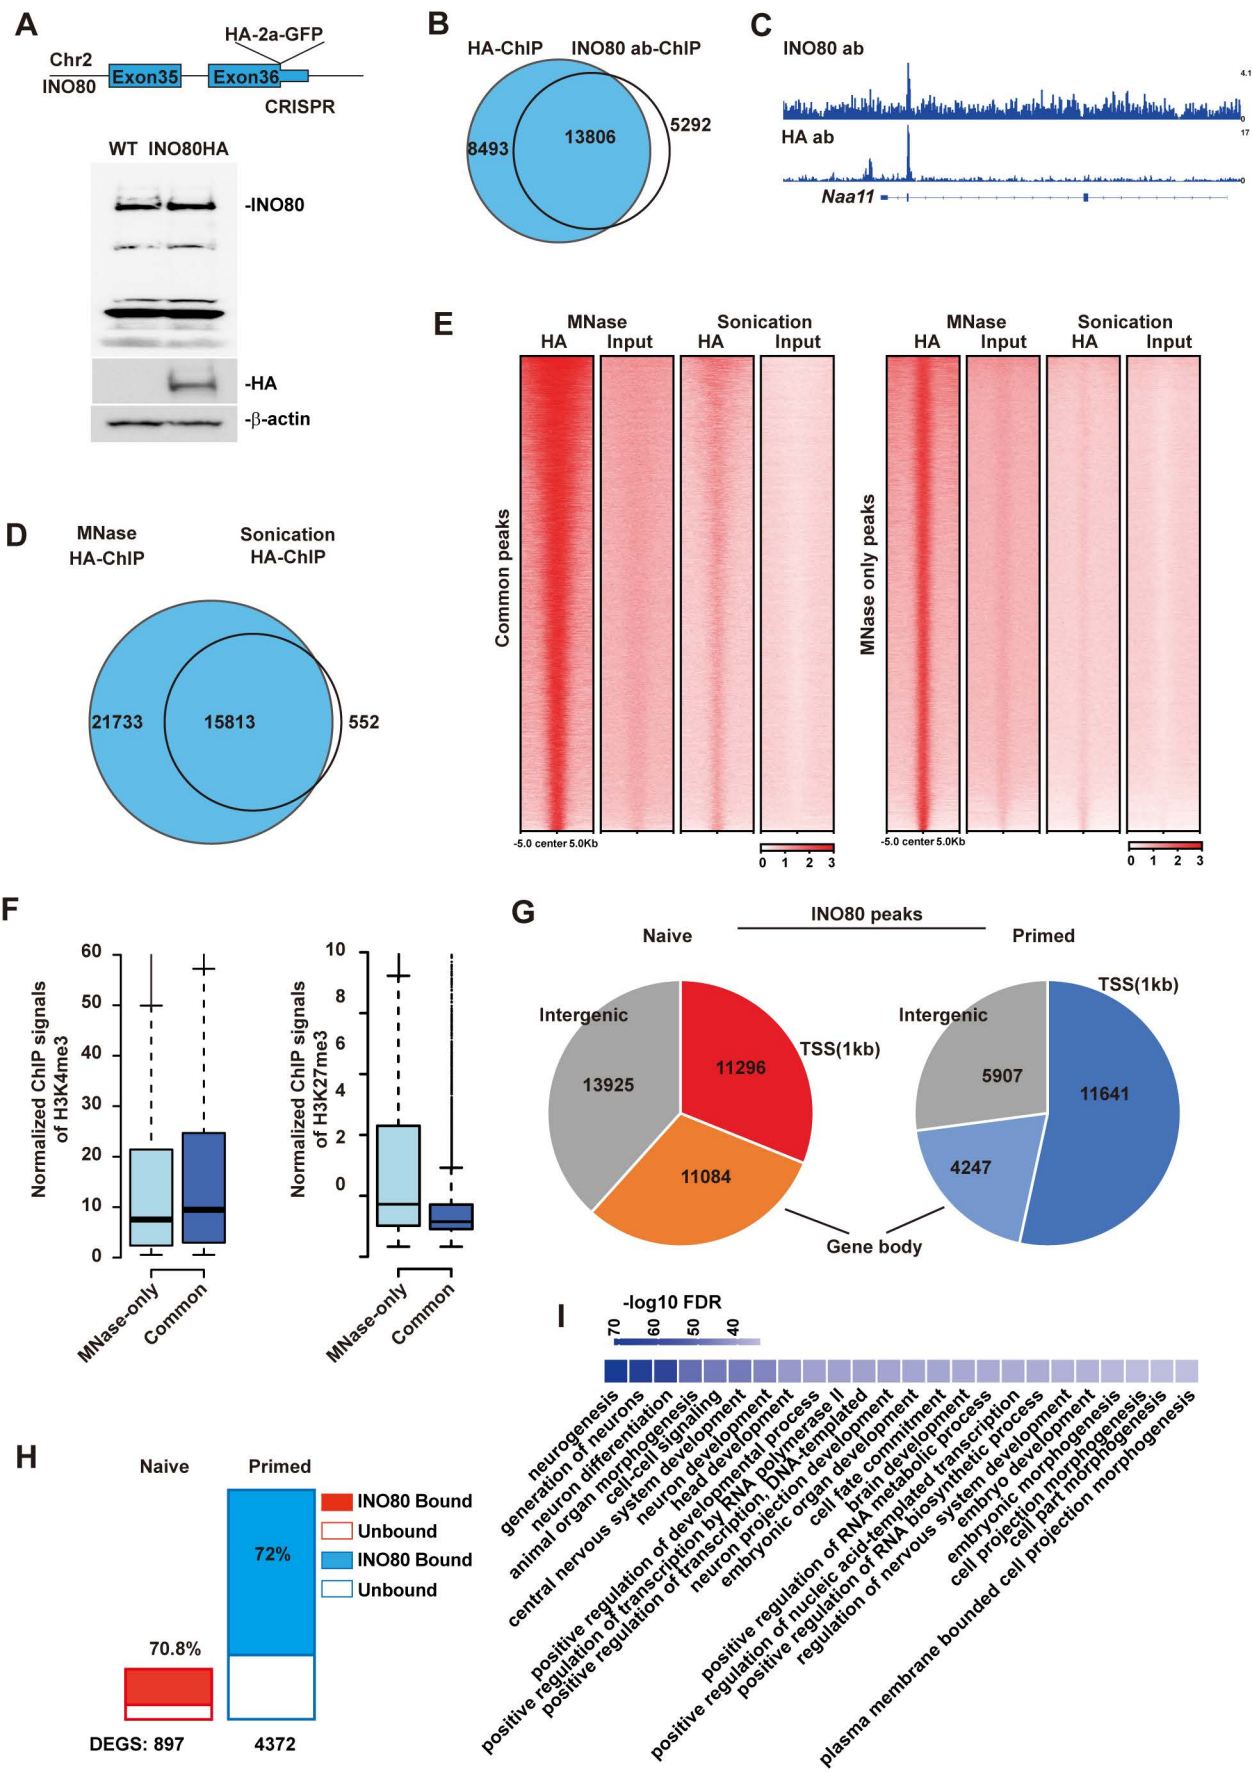 A
HA-2a-GFP
Chr2
INO80
Exon35
Exon36
CRISPR
WT INO80HA
-INO80
-HA
-β-actin
B
HA-ChIP INO80 ab-ChIP
8493
13806
5292
C
INO80 ab
4.1
0
HA ab
17
0
Naa11
D
MNase
HA-ChIP
Sonication
HA-ChIP
21733
15813
552
E
MNase
Sonication
HA
Input
HA
Input
Common peaks
-5.0 center 5.0Kb
0 1 2 3
MNase
Sonication
HA
Input
HA
Input
MNase only peaks
-5.0 center 5.0Kb
0 1 2 3
F
Normalized ChIP signals
of H3K4me3
60
50
40
30
20
10
0
MNase-only
Common
Normalized ChIP signals
of H3K27me3
10
8
6
4
2
0
MNase-only
Common
G
INO80 peaks
Naive
Primed
Intergenic
13925
11296
TSS(1kb)
11084
Intergenic
5907
TSS(1kb)
11641
4247
Gene body
H
Naive
Primed
INO80 Bound
Unbound
INO80 Bound
Unbound
72%
70.8%
DEGS: 897
4372
I
-log10 FDR
70
60
50
40
neurogenesis
generation of neurons
neuron differentiation
animal organ morphogenesis
cell-cell signaling
central nervous system development
neuron development
head development
positive regulation of developmental process
positive regulation of transcription by RNA polymerase II
positive regulation of transcription, DNA-templated
neuron projection development
embryonic organ development
cell fate commitment
brain development
positive regulation of RNA metabolic process
positive regulation of nucleic acid-templated transcription
positive regulation of RNA biosynthetic process
regulation of nervous system development
embryo development
embryonic morphogenesis
cell projection morphogenesis
cell part morphogenesis
plasma membrane bounded cell projection morphogenesis